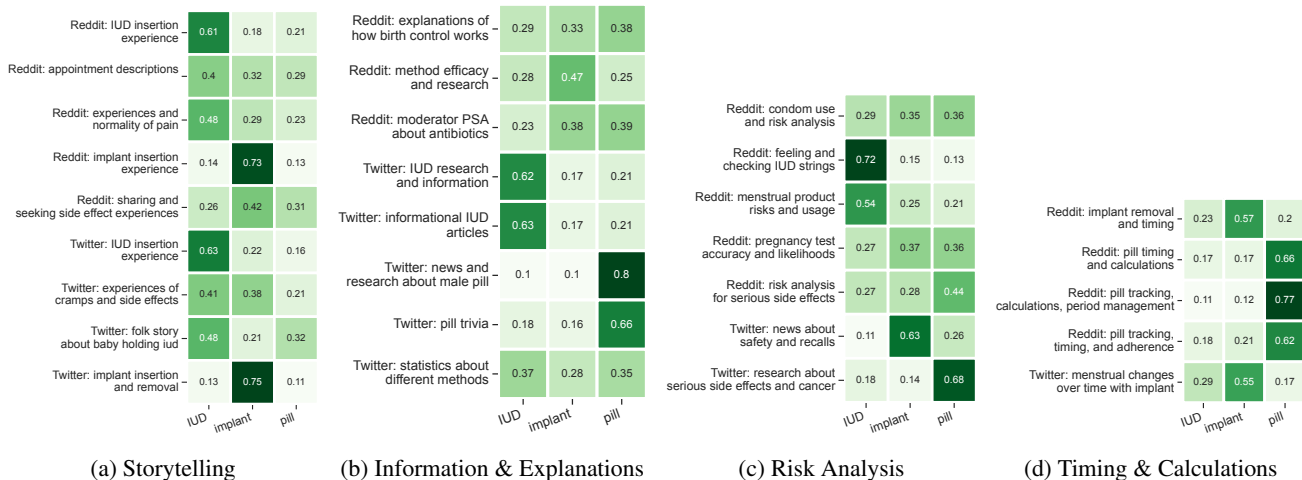 Reddit: IUD insertion
experience
0.61 0.18 0.21
Reddit: appointment descriptions
0.4 0.32 0.29
Reddit: experiences and
normality of pain
0.48 0.29 0.23
Reddit: implant insertion
experience
0.14 0.73 0.13
Reddit: sharing and
seeking side effect experiences
0.26 0.42 0.31
Twitter: IUD insertion
experience
0.63 0.22 0.16
Twitter: experiences of
cramps and side effects
0.41 0.38 0.21
Twitter: folk story
about baby holding iud
0.48 0.21 0.32
Twitter: implant insertion
and removal
0.13 0.75 0.11
IUD implant pill
(a) Storytelling
Reddit: explanations of
how birth control works
0.29 0.33 0.38
Reddit: method efficacy
and research
0.28 0.47 0.25
Reddit: moderator PSA
about antibiotics
0.23 0.38 0.39
Twitter: IUD research
and information
0.62 0.17 0.21
Twitter: informational IUD
articles
0.63 0.17 0.21
Twitter: news and
research about male pill
0.1 0.1 0.8
Twitter: pill trivia
0.18 0.16 0.66
Twitter: statistics about
different methods
0.37 0.28 0.35
IUD implant pill
(b) Information & Explanations
Reddit: condom use
and risk analysis
0.29 0.35 0.36
Reddit: feeling and
checking IUD strings
0.72 0.15 0.13
Reddit: menstrual product
risks and usage
0.54 0.25 0.21
Reddit: pregnancy test
accuracy and likelihoods
0.27 0.37 0.36
Reddit: risk analysis
for serious side effects
0.27 0.28 0.44
Twitter: news about
safety and recalls
0.11 0.63 0.26
Twitter: research about
serious side effects and cancer
0.18 0.14 0.68
IUD implant pill
(c) Risk Analysis
Reddit: implant removal
and timing
0.23 0.57 0.2
Reddit: pill timing
and calculations
0.17 0.17 0.66
Reddit: pill tracking,
calculations, period management
0.11 0.12 0.77
Reddit: pill tracking,
timing, and adherence
0.18 0.21 0.62
Twitter: menstrual changes
over time with implant
0.29 0.55 0.17
IUD implant pill
(d) Timing & Calculations